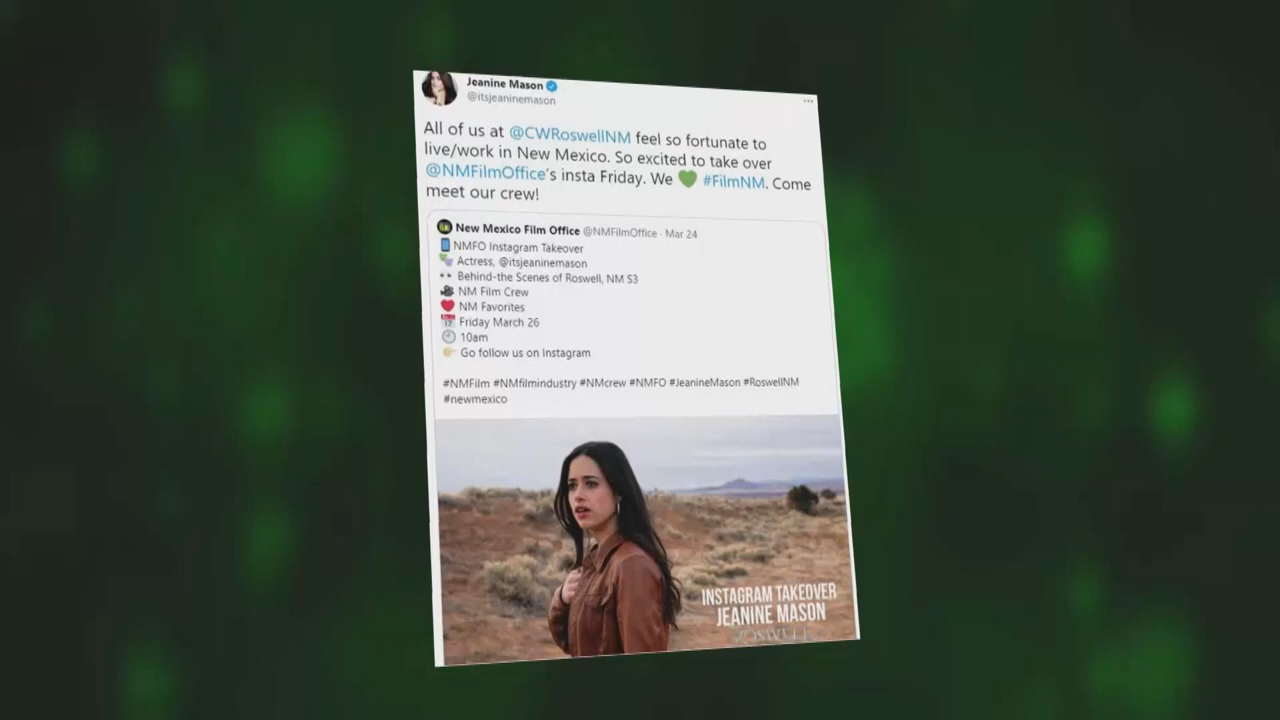 Jeanine Mason
@itsjeaninemason
All of us at @CWRoswellNM feel so fortunate to
live/work in New Mexico. So excited to take over
@NMFilmOffice's insta Friday. We 💚 #FilmNM. Come
meet our crew!
New Mexico Film Office @NMFilmOffice · Mar 24
NMFO Instagram Takeover
Actress, @itsjeaninemason
Behind-the Scenes of Roswell, NM S3
NM Film Crew
NM Favorites
Friday March 26
10am
Go follow us on Instagram
#NMFilm #NMfilmindustry #NMcrew #NMFO #JeanineMason #RoswellNM
#newmexico
INSTAGRAM TAKEOVER
JEANINE MASON
ROSWELL